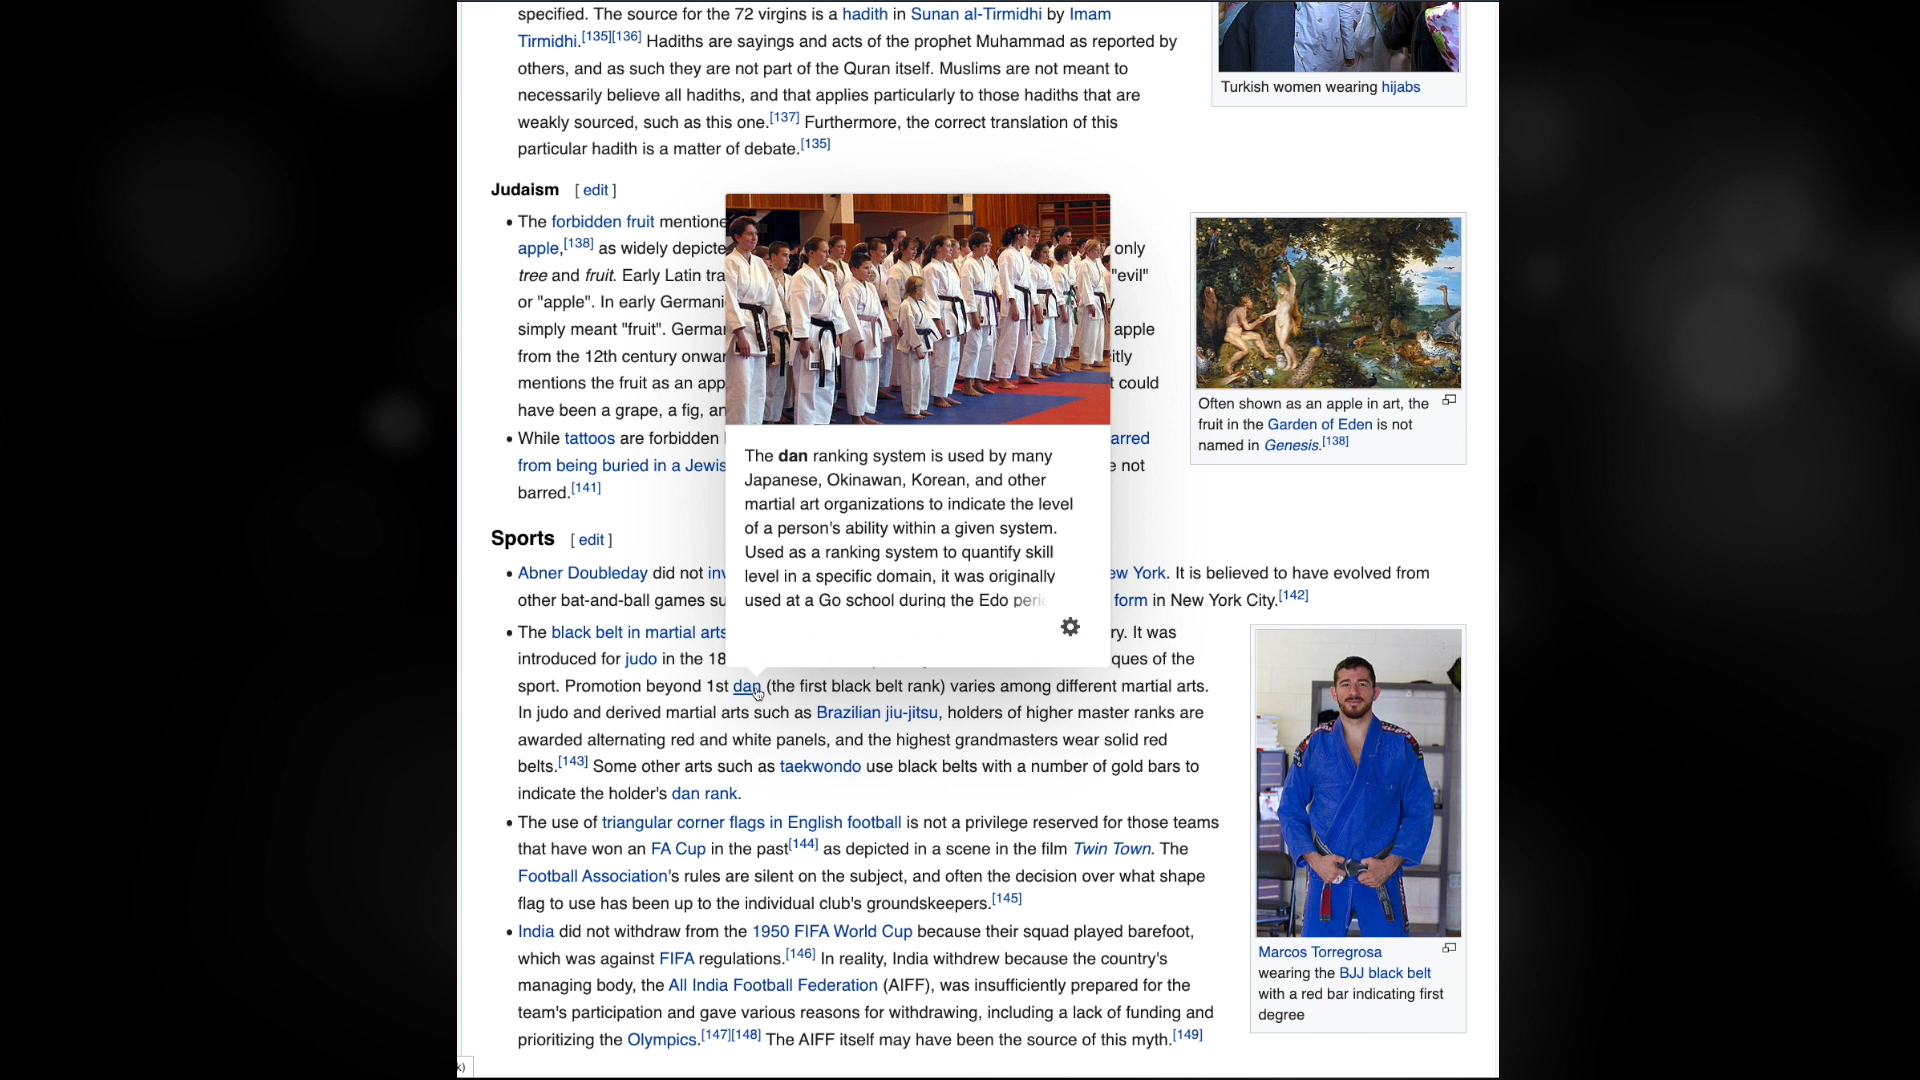 specified. The source for the 72 virgins is a hadith in Sunan al-Tirmidhi by Imam
Tirmidhi.[135][136] Hadiths are sayings and acts of the prophet Muhammad as reported by
others, and as such they are not part of the Quran itself. Muslims are not meant to
necessarily believe all hadiths, and that applies particularly to those hadiths that are
weakly sourced, such as this one.[137] Furthermore, the correct translation of this
particular hadith is a matter of debate.[135]
Turkish women wearing hijabs
Judaism [ edit ]
• The forbidden fruit mentione
apple,[138] as widely depicte only
tree and fruit. Early Latin tra "evil"
or "apple". In early Germani
simply meant "fruit". Germa apple
from the 12th century onwar itly
mentions the fruit as an app t could
have been a grape, a fig, an
• While tattoos are forbidden arred
from being buried in a Jewis e not
barred.[141]
Often shown as an apple in art, the
fruit in the Garden of Eden is not
named in Genesis.[138]
The dan ranking system is used by many
Japanese, Okinawan, Korean, and other
martial art organizations to indicate the level
of a person's ability within a given system.
Used as a ranking system to quantify skill
level in a specific domain, it was originally
used at a Go school during the Edo peri
Sports [ edit ]
• Abner Doubleday did not inv ew York. It is believed to have evolved from
other bat-and-ball games su form in New York City.[142]
• The black belt in martial arts ry. It was
introduced for judo in the 18 ques of the
sport. Promotion beyond 1st dan (the first black belt rank) varies among different martial arts.
In judo and derived martial arts such as Brazilian jiu-jitsu, holders of higher master ranks are
awarded alternating red and white panels, and the highest grandmasters wear solid red
belts.[143] Some other arts such as taekwondo use black belts with a number of gold bars to
indicate the holder's dan rank.
• The use of triangular corner flags in English football is not a privilege reserved for those teams
that have won an FA Cup in the past[144] as depicted in a scene in the film Twin Town. The
Football Association's rules are silent on the subject, and often the decision over what shape
flag to use has been up to the individual club's groundskeepers.[145]
• India did not withdraw from the 1950 FIFA World Cup because their squad played barefoot,
which was against FIFA regulations.[146] In reality, India withdrew because the country's
managing body, the All India Football Federation (AIFF), was insufficiently prepared for the
team's participation and gave various reasons for withdrawing, including a lack of funding and
prioritizing the Olympics.[147][148] The AIFF itself may have been the source of this myth.[149]
Marcos Torregrosa
wearing the BJJ black belt
with a red bar indicating first
degree
k)